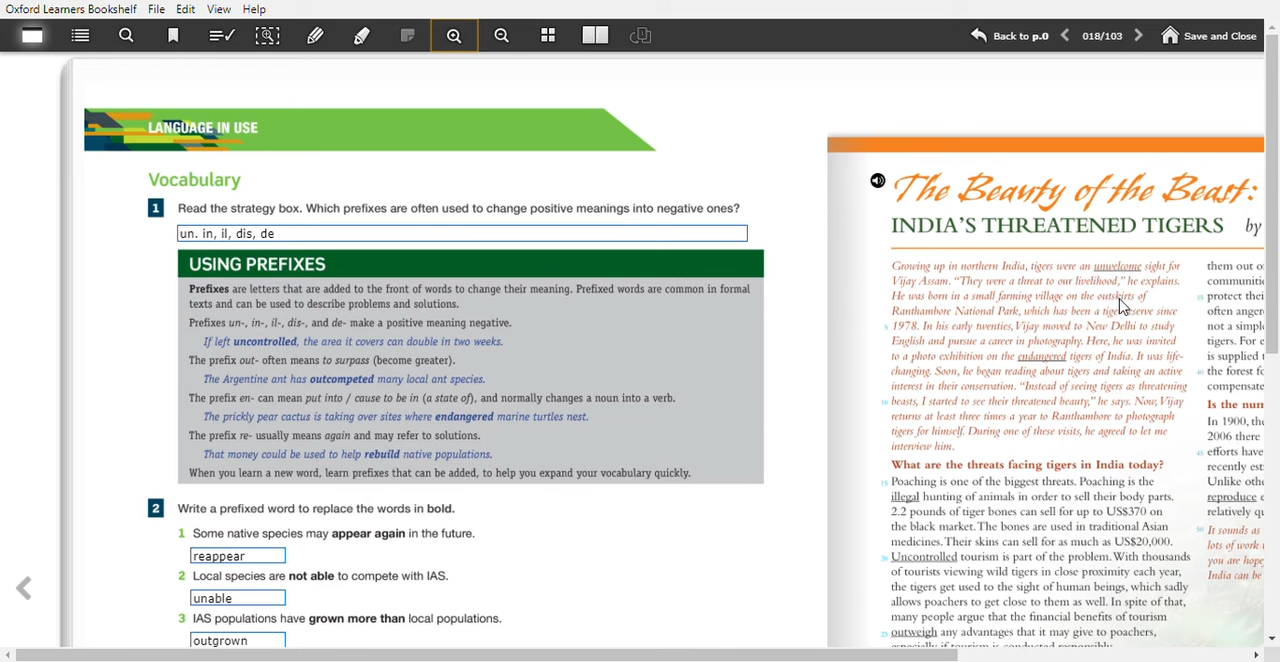 Oxford Learners Bookshelf File Edit View Help
Back to p.0 018/103 Save and Close
LANGUAGE IN USE
Vocabulary
1 Read the strategy box. Which prefixes are often used to change positive meanings into negative ones?
un. in, il, dis, de
USING PREFIXES
Prefixes are letters that are added to the front of words to change their meaning. Prefixed words are common in formal
texts and can be used to describe problems and solutions.
Prefixes un-, in-, il-, dis-, and de- make a positive meaning negative.
If left uncontrolled, the area it covers can double in two weeks.
The prefix out- often means to surpass (become greater).
The Argentine ant has outcompeted many local ant species.
The prefix en- can mean put into / cause to be in (a state of), and normally changes a noun into a verb.
The prickly pear cactus is taking over sites where endangered marine turtles nest.
The prefix re- usually means again and may refer to solutions.
That money could be used to help rebuild native populations.
When you learn a new word, learn prefixes that can be added, to help you expand your vocabulary quickly.
2 Write a prefixed word to replace the words in bold.
1 Some native species may appear again in the future.
reappear
2 Local species are not able to compete with IAS.
unable
3 IAS populations have grown more than local populations.
outgrown
The Beauty of the Beast:
INDIA'S THREATENED TIGERS by
Growing up in northern India, tigers were an unwelcome sight for
Vijay Assam. "They were a threat to our livelihood," he explains.
He was born in a small farming village on the outskirts of
Ranthambore National Park, which has been a tiger reserve since
5 1978. In his early twenties, Vijay moved to New Delhi to study
English and pursue a career in photography. Here, he was invited
to a photo exhibition on the endangered tigers of India. It was life-
changing. Soon, he began reading about tigers and taking an active
interest in their conservation. "Instead of seeing tigers as threatening
10 beasts, I started to see their threatened beauty," he says. Now, Vijay
returns at least three times a year to Ranthambore to photograph
tigers for himself. During one of these visits, he agreed to let me
interview him.
What are the threats facing tigers in India today?
15 Poaching is one of the biggest threats. Poaching is the
illegal hunting of animals in order to sell their body parts.
2.2 pounds of tiger bones can sell for up to US$370 on
the black market. The bones are used in traditional Asian
medicines. Their skins can sell for as much as US$20,000.
20 Uncontrolled tourism is part of the problem. With thousands
of tourists viewing wild tigers in close proximity each year,
the tigers get used to the sight of human beings, which sadly
allows poachers to get close to them as well. In spite of that,
many people argue that the financial benefits of tourism
25 outweigh any advantages that it may give to poachers,
especially if tourism is conducted responsibly.
them out o
communiti
35 protect thei
often anger
not a simpl
tigers. For e
is supplied
40 the forest fo
compensate
Is the num
In 1900, the
2006 there
45 efforts have
recently est
Unlike othe
reproduce e
relatively qu
50 It sounds as
lots of work
you are hope
India can be